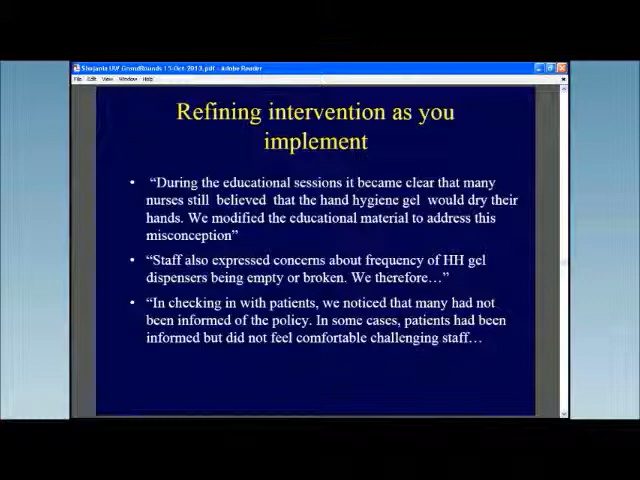 Shojania UW GrandRounds 15-Oct-2013.pdf - Adobe Reader
File Edit View Window Help
Refining intervention as you
implement
• “During the educational sessions it became clear that many
nurses still believed that the hand hygiene gel would dry their
hands. We modified the educational material to address this
misconception”
• “Staff also expressed concerns about frequency of HH gel
dispensers being empty or broken. We therefore…”
• “In checking in with patients, we noticed that many had not
been informed of the policy. In some cases, patients had been
informed but did not feel comfortable challenging staff…